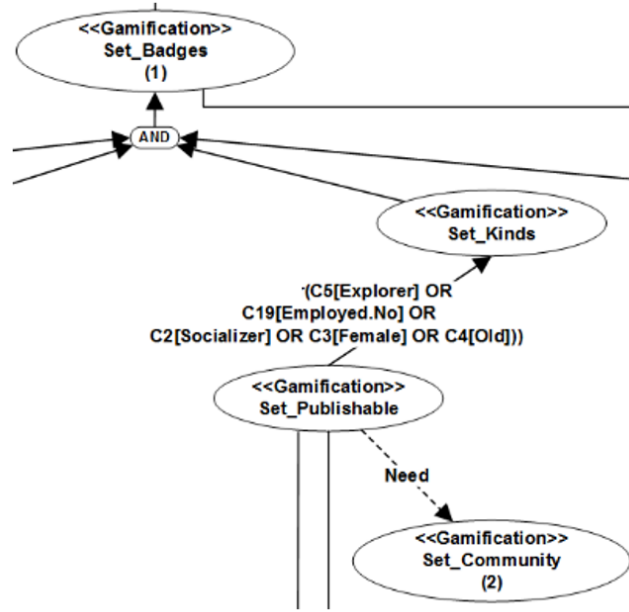 <<Gamification>>
Set_Badges
(1)
AND
<<Gamification>>
Set_Kinds
(C5[Explorer] OR
C19[Employed.No] OR
C2[Socializer] OR C3[Female] OR C4[Old]))
<<Gamification>>
Set_Publishable
Need
<<Gamification>>
Set_Community
(2)